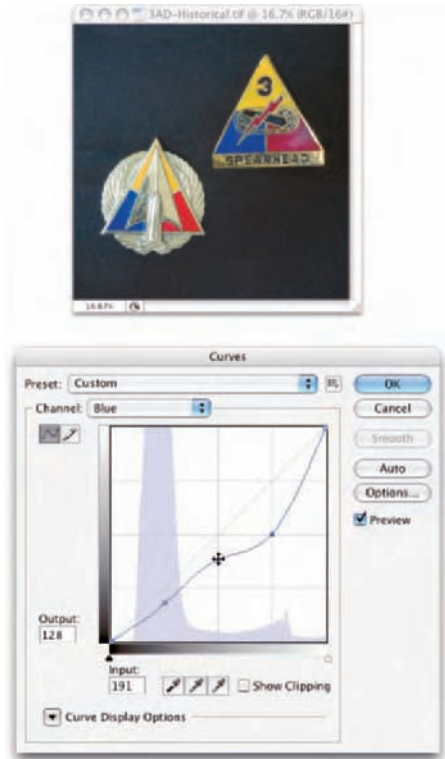 3AD-Historical.tif @ 16.7% (RGB/16#)
3
SPEARHEAD
16.67%
Curves
Preset: Custom
OK
Channel: Blue
Cancel
Smooth
Auto
Options...
Preview
Output:
128
Input:
191
Show Clipping
Curve Display Options